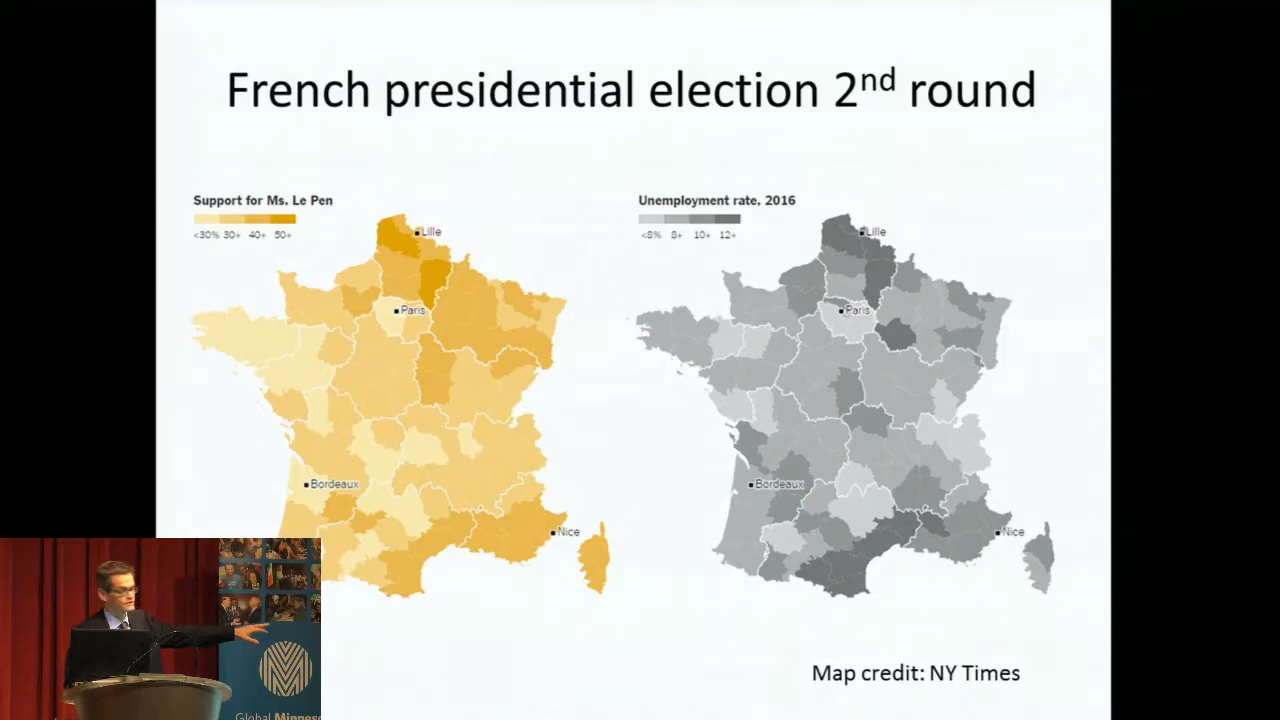 French presidential election 2nd round
Support for Ms. Le Pen
<30% 30+ 40+ 50+
Unemployment rate, 2016
<8% 8+ 10+ 12+
Lille
Paris
Bordeaux
Nice
Lille
Paris
Bordeaux
Nice
Map credit: NY Times
Global